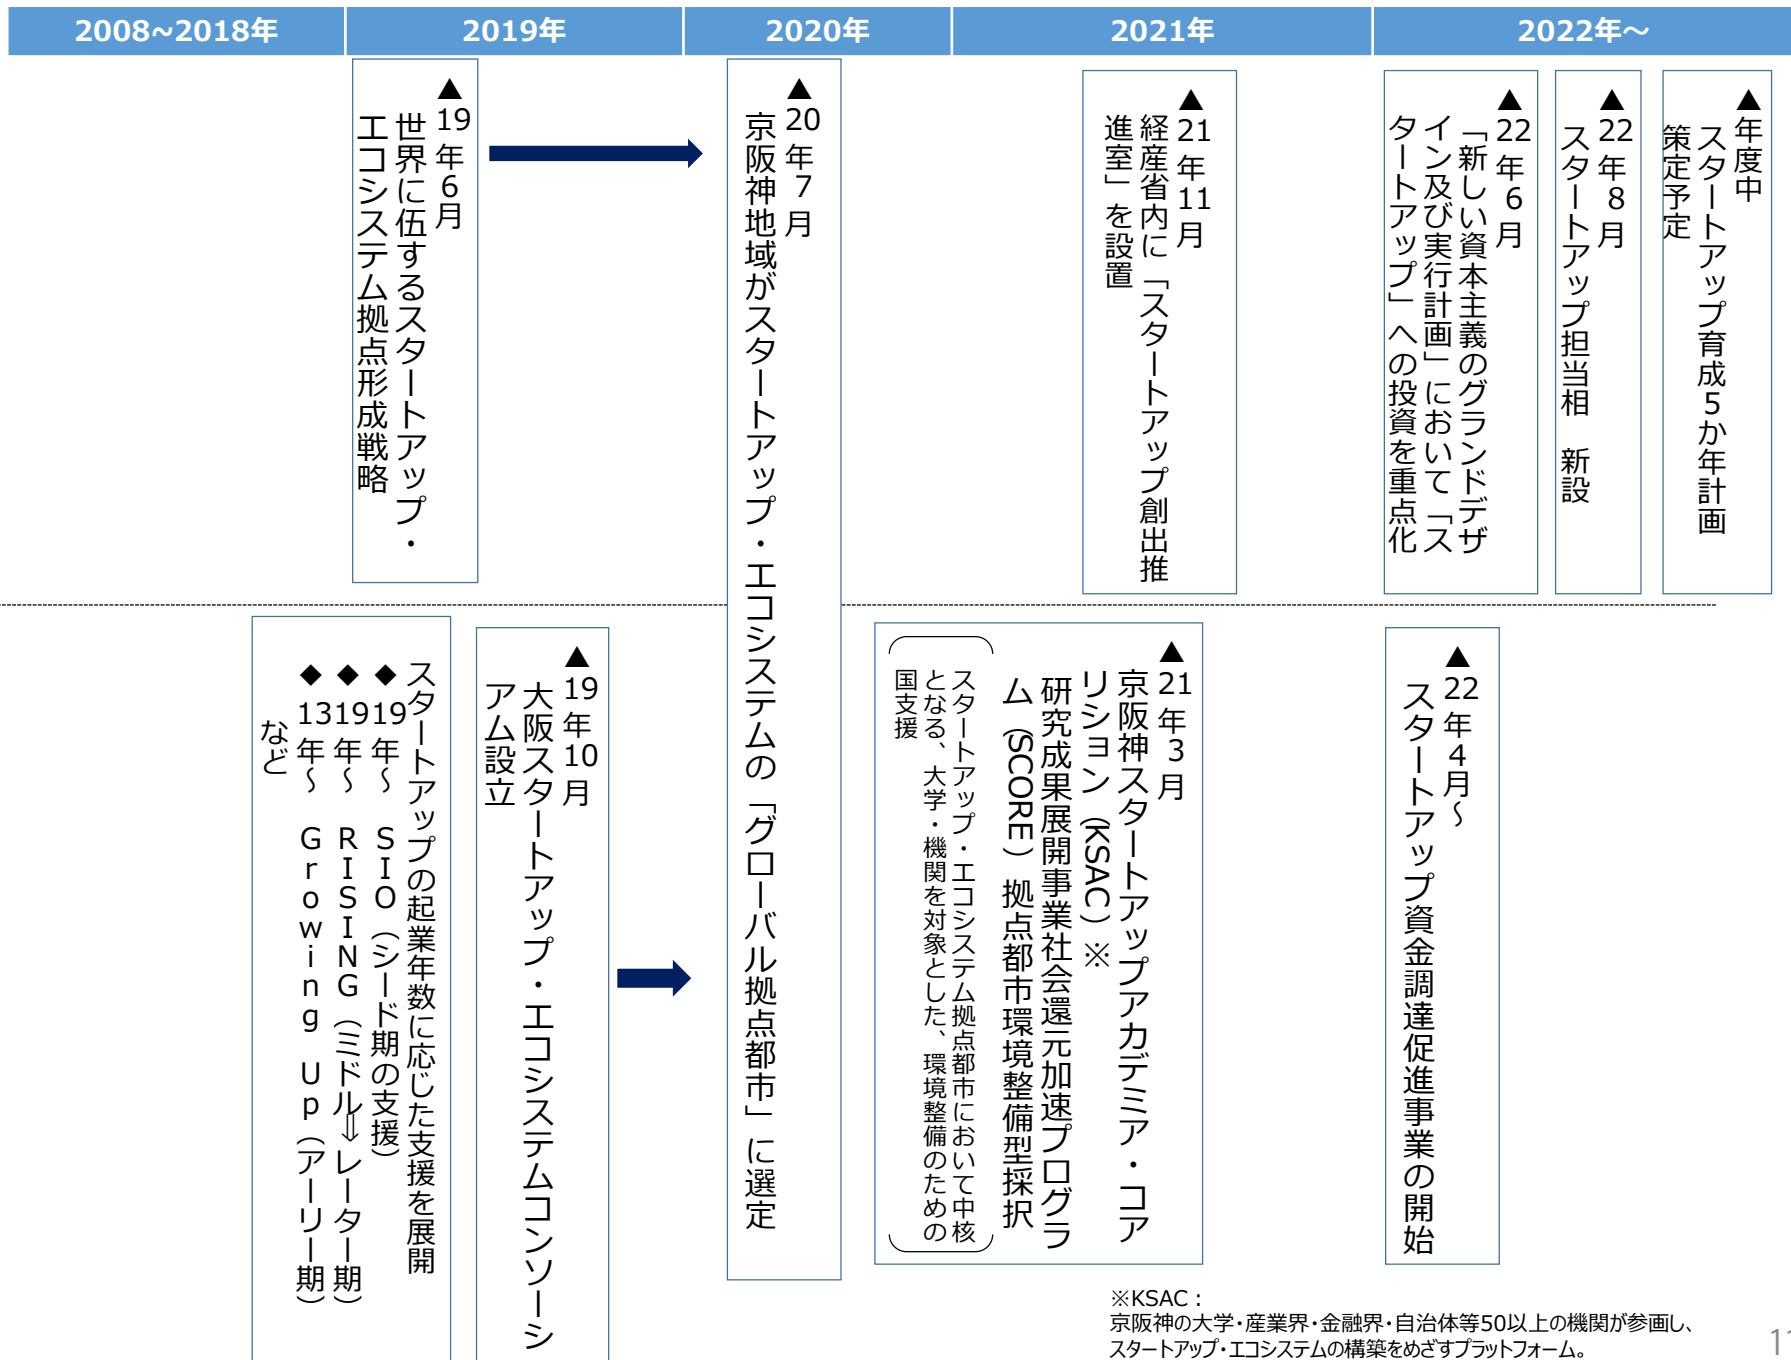 2008~2018年
2019年
2020年
2021年
2022年～
▲19年６月
世界に伍するスタートアップ・
エコシステム拠点形成戦略
▲20年７月
京阪神地域がスタートアップ・エコシステムの「グローバル拠点都市」に選定
▲21年11月
経産省内に「スタートアップ創出推
進室」を設置
▲22年６月
「新しい資本主義のグランドデザ
イン及び実行計画」において「ス
タートアップ」への投資を重点化
▲22年８月
スタートアップ担当相　新設
▲年度中
スタートアップ育成５か年計画
策定予定
スタートアップの起業年数に応じた支援を展開
◆19年～　ＳＩＯ（シード期の支援）
◆19年～　ＲＩＳＩＮＧ（ミドル⇒レーター期）
◆13年～　Ｇｒｏｗｉｎｇ　Ｕｐ（アーリー期）
など
▲19年10月
大阪スタートアップ・エコシステムコンソーシ
アム設立
▲21年３月
京阪神スタートアップアカデミア・コア
リション（KSAC）※
研究成果展開事業社会還元加速プログラ
ム（SCORE）拠点都市環境整備型採択
スタートアップ・エコシステム拠点都市において中核
となる、大学・機関を対象とした、環境整備のための
国支援
▲22年４月～
スタートアップ資金調達促進事業の開始
※KSAC：
京阪神の大学・産業界・金融界・自治体等50以上の機関が参画し、
スタートアップ・エコシステムの構築をめざすプラットフォーム。
11